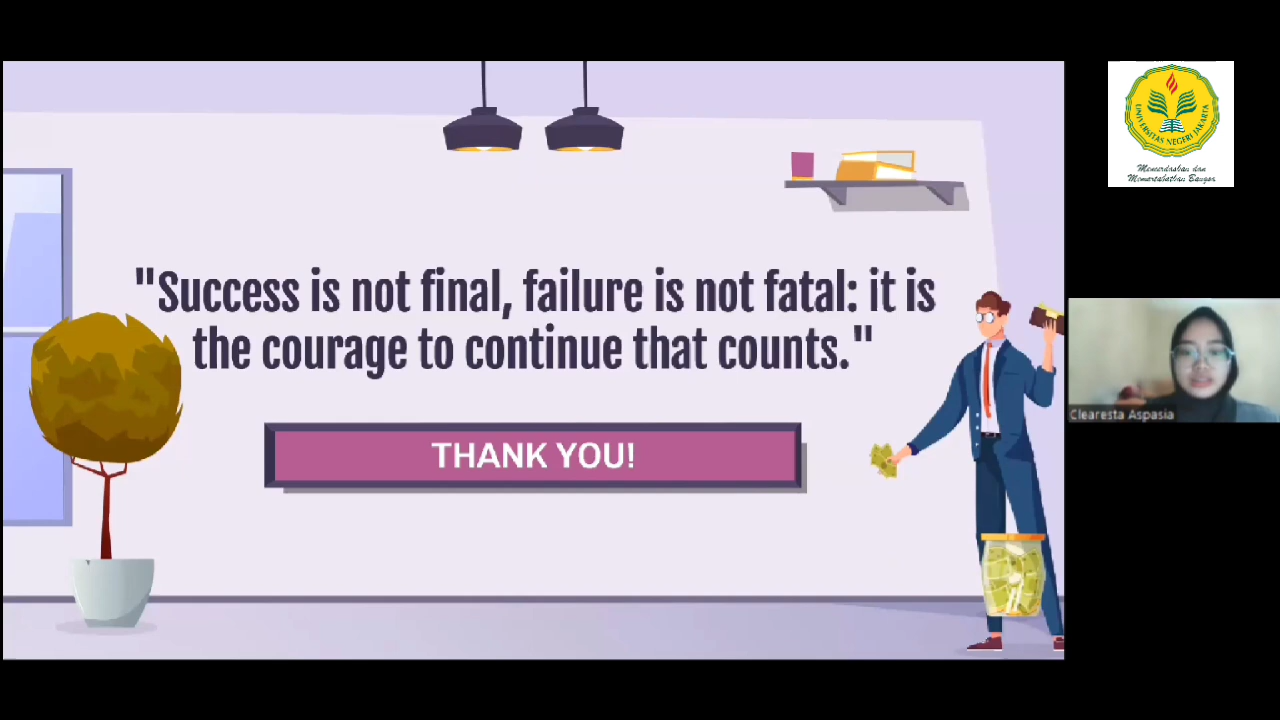 "Success is not final, failure is not fatal: it is
the courage to continue that counts."
THANK YOU!
UNIVERSITAS NEGERI JAKARTA
Mencerdaskan dan
Memartabatkan Bangsa
Clearesta Aspasia